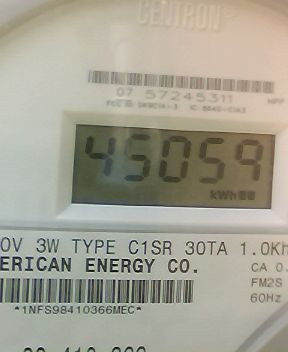 CENTRON
07 57245311
45059
kWh
0V 3W TYPE C1SR 30TA 1.0Kh
ERICAN ENERGY CO.
CA 0.
FM2S
60Hz
*1NFS98410366MEC*